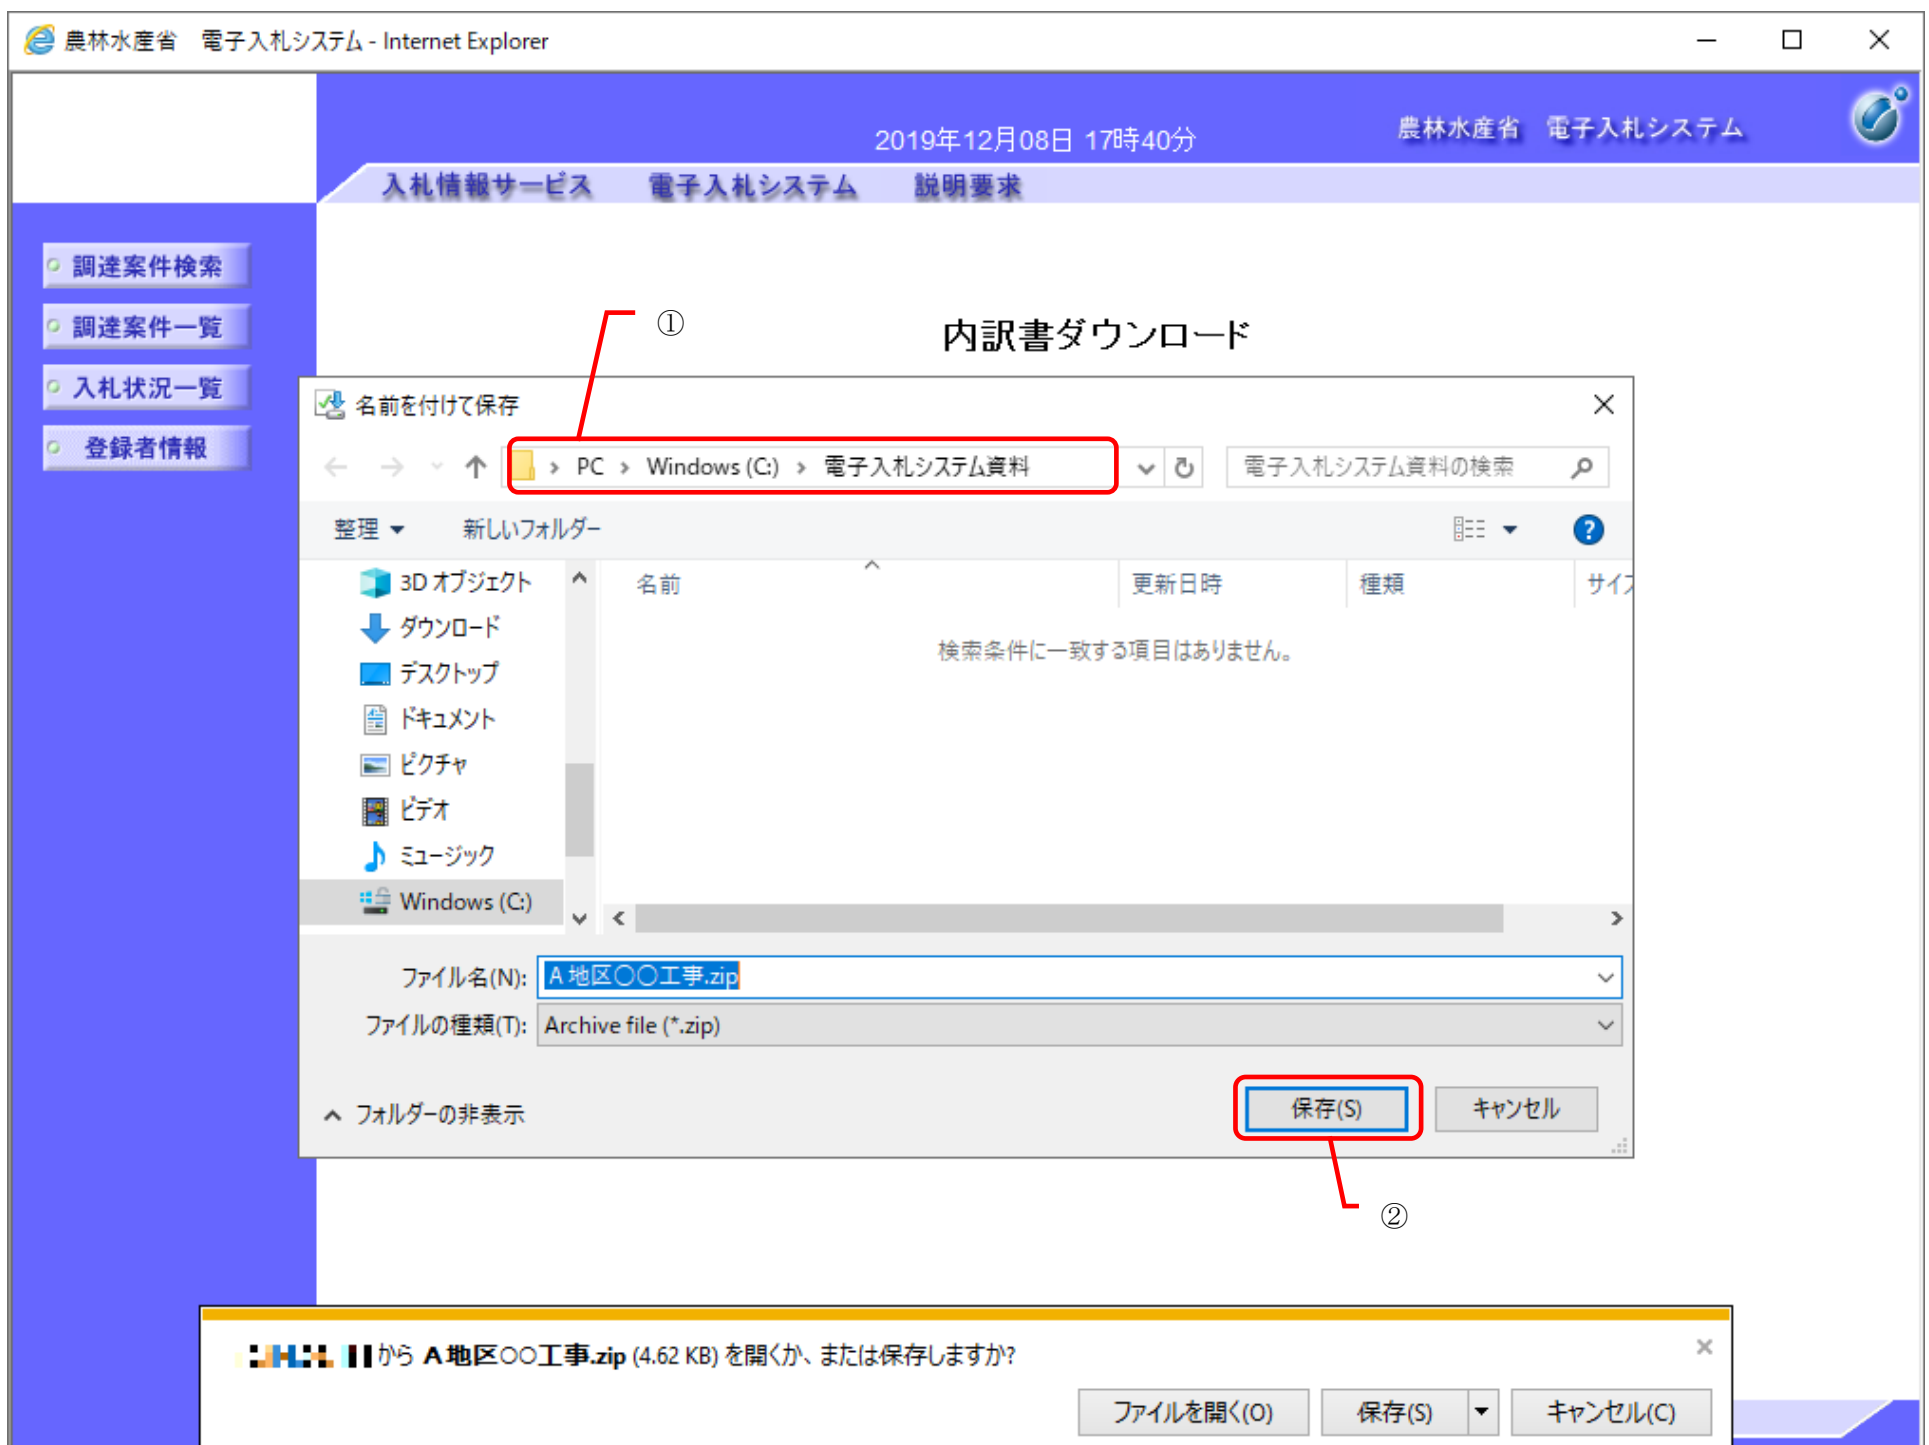 農林水産省　電子入札システム - Internet Explorer
2019年12月08日 17時40分
農林水産省　電子入札システム
入札情報サービス　電子入札システム　説明要求
調達案件検索
調達案件一覧
入札状況一覧
登録者情報
①
内訳書ダウンロード
名前を付けて保存
› PC › Windows (C:) › 電子入札システム資料
電子入札システム資料の検索
整理　新しいフォルダー
名前　更新日時　種類　サイズ
検索条件に一致する項目はありません。
3D オブジェクト
ダウンロード
デスクトップ
ドキュメント
ピクチャ
ビデオ
ミュージック
Windows (C:)
ファイル名(N): A 地区〇〇工事.zip
ファイルの種類(T): Archive file (*.zip)
フォルダーの非表示
保存(S)　キャンセル
②
から A 地区〇〇工事.zip (4.62 KB) を開くか、または保存しますか?
ファイルを開く(O)　保存(S)　キャンセル(C)